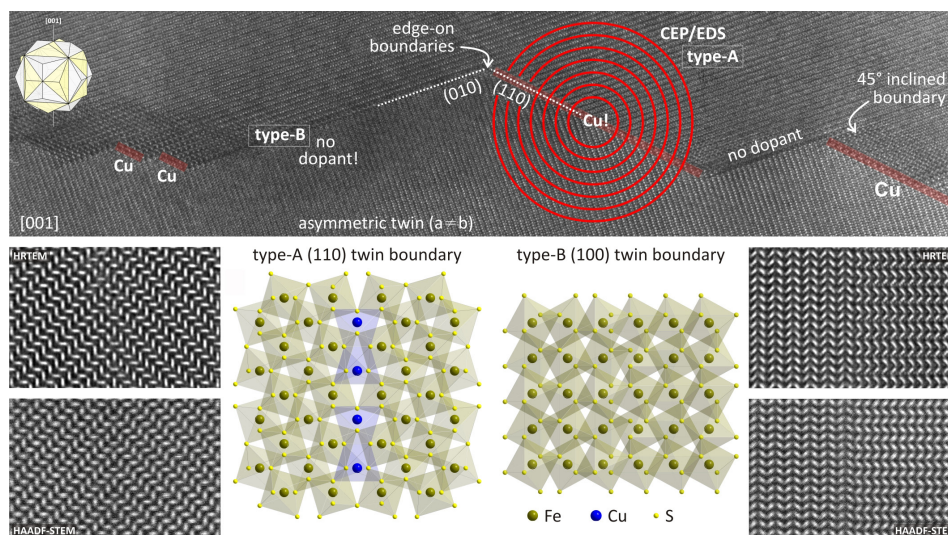 [001]
edge-on
boundaries
CEP/EDS
type-A
45° inclined
boundary
(010)
(110)
Cu!
type-B
no
dopant!
no dopant
Cu
Cu
Cu
[001]
asymmetric twin (a≠b)
HRTEM
type-A (110) twin boundary
type-B (100) twin boundary
HRTE
HAADF-STEM
Fe
Cu
S
HAADF-STE